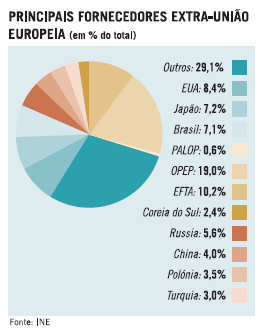 PRINCIPAIS FORNECEDORES EXTRA-UNIÃO
EUROPEIA (em % do total)
Outros: 29,1%
EUA: 8,4%
Japão: 7,2%
Brasil: 7,1%
PALOP: 0,6%
OPEP: 19,0%
EFTA: 10,2%
Coreia do Sul: 2,4%
Russia: 5,6%
China: 4,0%
Polónia: 3,5%
Turquia: 3,0%
Fonte: INE